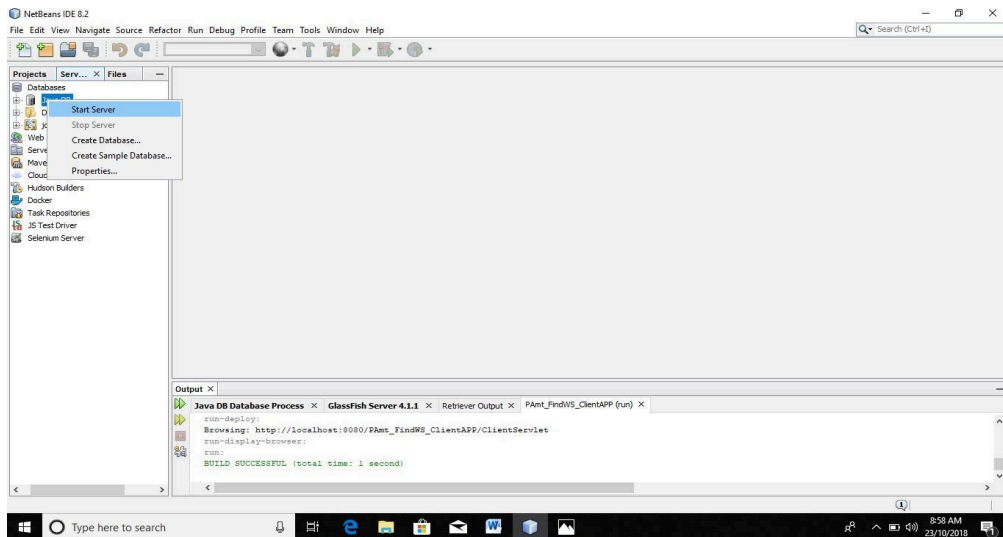 NetBeans IDE 8.2
File Edit View Navigate Source Refactor Run Debug Profile Team Tools Window Help
Search (Ctrl+I)
Projects Serv... Files
Databases
Java DB
D
Start Server
Stop Server
Create Database...
Create Sample Database...
Properties...
Web
Serve
Mave
Cloud
Hudson Builders
Docker
Task Repositories
JS Test Driver
Selenium Server
Output
Java DB Database Process GlassFish Server 4.1.1 Retriever Output PAmt_FindWS_ClientAPP (run)
run-deploy:
Browsing: http://localhost:8080/PAmt_FindWS_ClientAPP/ClientServlet
run-display-browser:
run:
BUILD SUCCESSFUL (total time: 1 second)
1
Type here to search
8:58 AM
23/10/2018